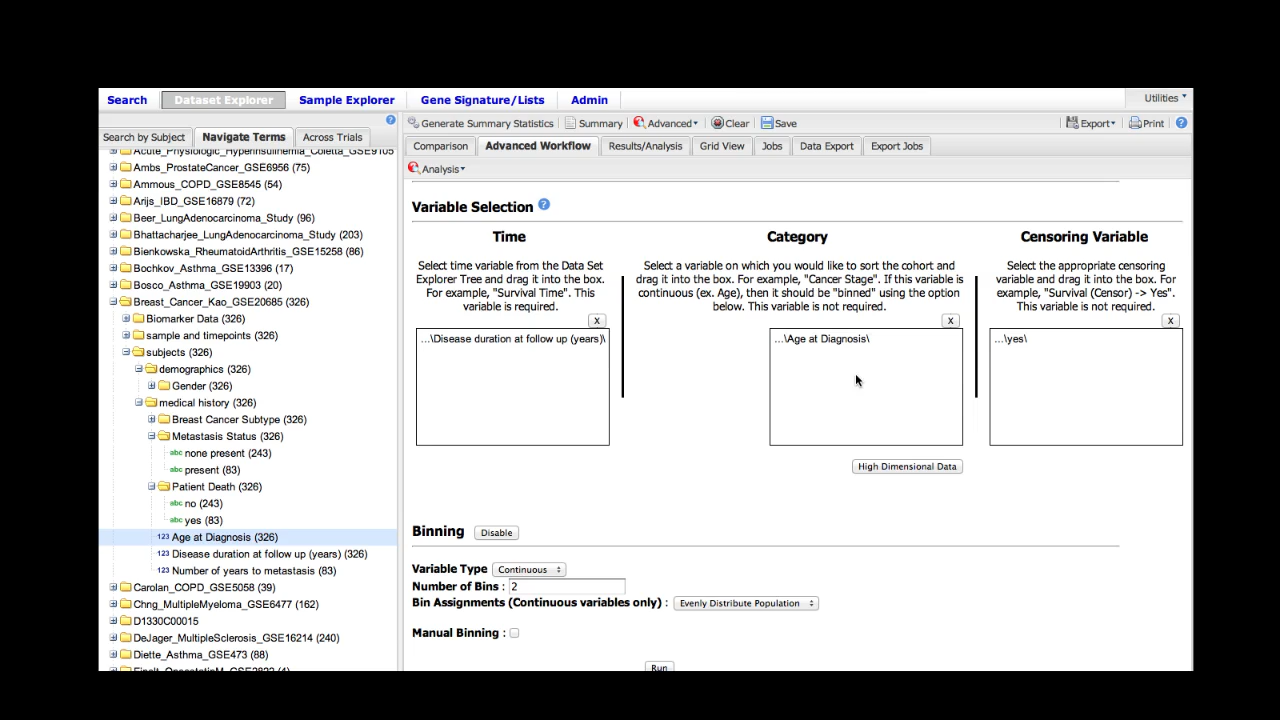 Search Dataset Explorer Sample Explorer Gene Signature/Lists Admin Utilities
Generate Summary Statistics Summary Advanced Clear Save Export Print
Search by Subject Navigate Terms Across Trials
Comparison Advanced Workflow Results/Analysis Grid View Jobs Data Export Export Jobs
Analysis
Acute_Physiologic_Hyperinsulinemia_Coletta_GSE9105
Ambs_ProstateCancer_GSE6956 (75)
Ammous_COPD_GSE8545 (54)
Arijs_IBD_GSE16879 (72)
Beer_LungAdenocarcinoma_Study (96)
Bhattacharjee_LungAdenocarcinoma_Study (203)
Bienkowska_RheumatoidArthritis_GSE15258 (86)
Bochkov_Asthma_GSE13396 (17)
Bosco_Asthma_GSE19903 (20)
Breast_Cancer_Kao_GSE20685 (326)
Biomarker Data (326)
sample and timepoints (326)
subjects (326)
demographics (326)
Gender (326)
medical history (326)
Breast Cancer Subtype (326)
Metastasis Status (326)
abc none present (243)
abc present (83)
Patient Death (326)
abc no (243)
abc yes (83)
123 Age at Diagnosis (326)
123 Disease duration at follow up (years) (326)
123 Number of years to metastasis (83)
Carolan_COPD_GSE5058 (39)
Chng_MultipleMyeloma_GSE6477 (162)
D1330C00015
DeJager_MultipleSclerosis_GSE16214 (240)
Diette_Asthma_GSE473 (88)
Variable Selection
Time
Select time variable from the Data Set
Explorer Tree and drag it into the box.
For example, "Survival Time". This
variable is required.
X
...\Disease duration at follow up (years)\
Category
Select a variable on which you would like to sort the cohort and
drag it into the box. For example, "Cancer Stage". If this variable is
continuous (ex. Age), then it should be "binned" using the option
below. This variable is not required.
X
...\Age at Diagnosis\
High Dimensional Data
Censoring Variable
Select the appropriate censoring
variable and drag it into the box. For
example, "Survival (Censor) -> Yes".
This variable is not required.
X
...\yes\
Binning Disable
Variable Type Continuous
Number of Bins : 2
Bin Assignments (Continuous variables only) : Evenly Distribute Population
Manual Binning :
Run